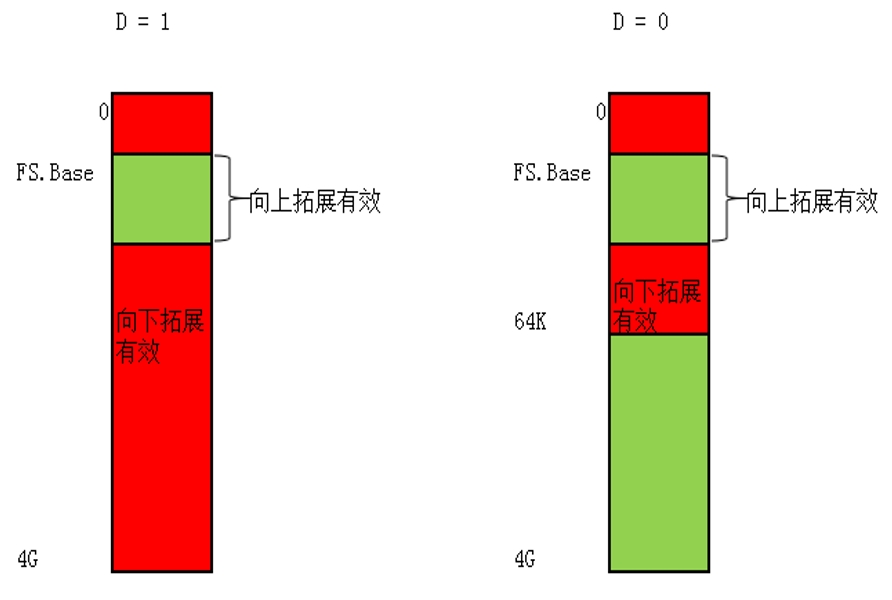 D = 1
0
FS.Base
向上拓展有效
向下拓展
有效
4G
D = 0
0
FS.Base
向上拓展有效
向下拓展
有效
64K
4G